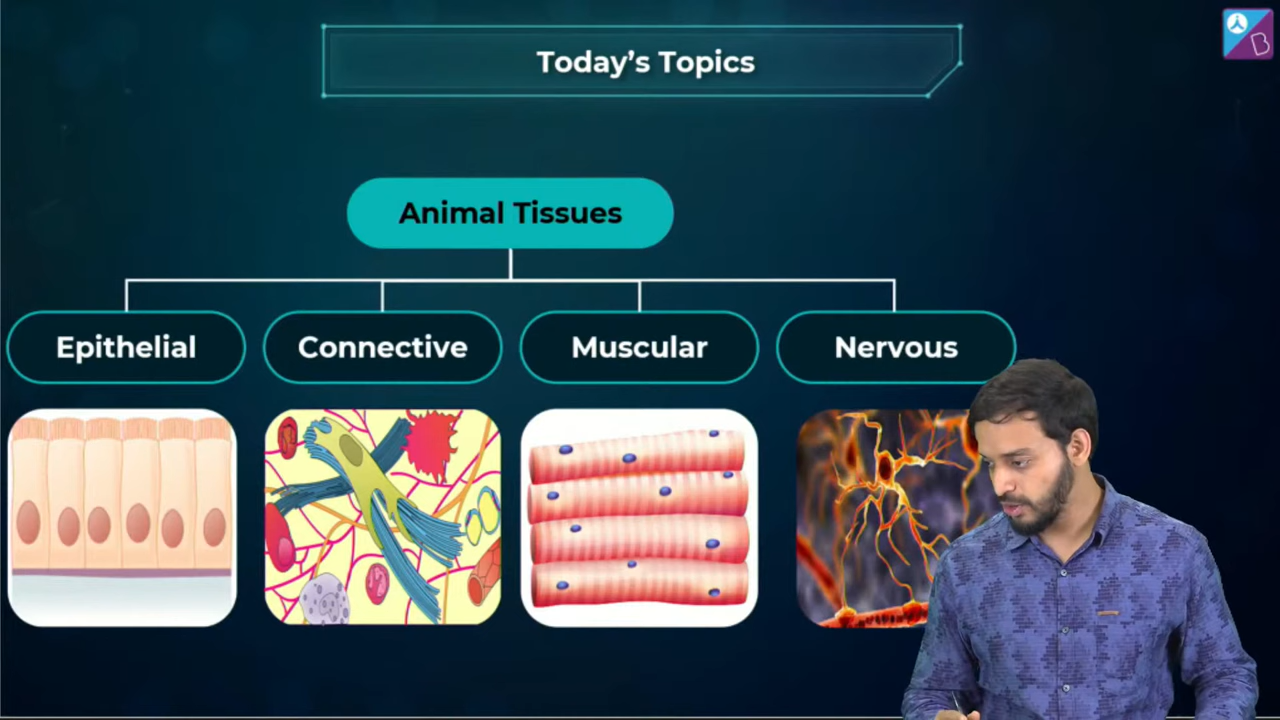 Today's Topics
Animal Tissues
Epithelial
Connective
Muscular
Nervous
B